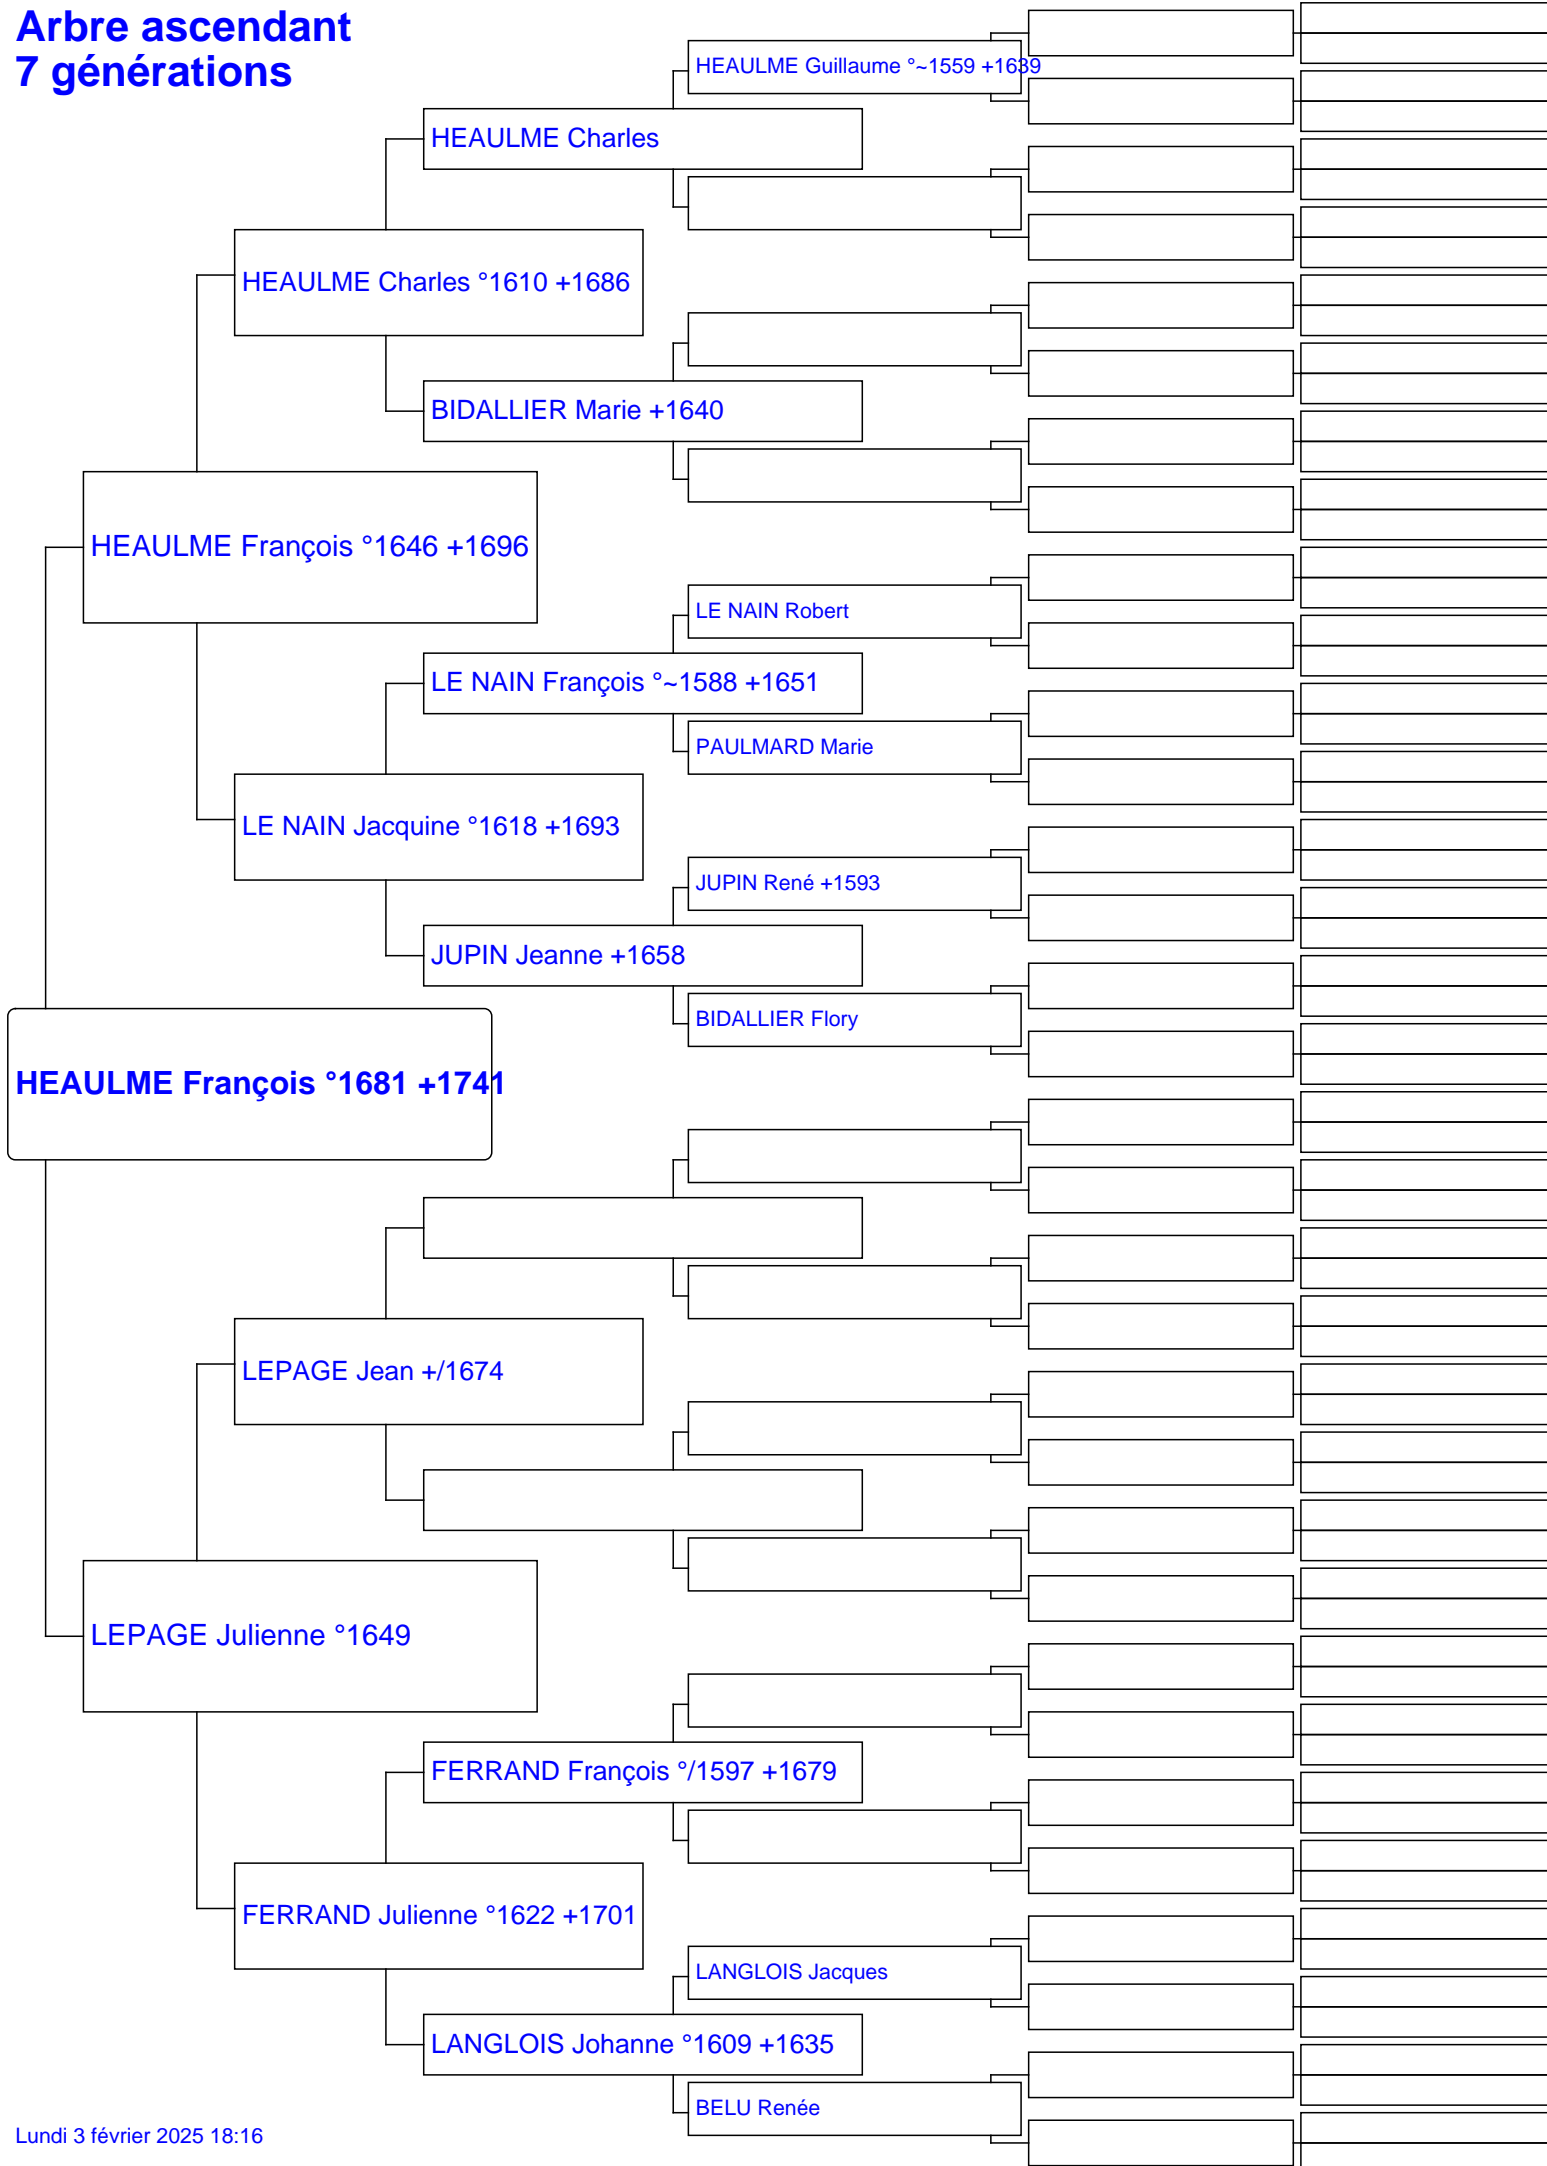 Arbre ascendant
7 générations
HEAULME Guillaume °~1559 +1639
HEAULME Charles
HEAULME Charles °1610 +1686
BIDALLIER Marie +1640
HEAULME François °1646 +1696
LE NAIN Robert
LE NAIN François °~1588 +1651
PAULMARD Marie
LE NAIN Jacquine °1618 +1693
JUPIN René +1593
JUPIN Jeanne +1658
BIDALLIER Flory
HEAULME François °1681 +1741
LEPAGE Jean +/1674
LEPAGE Julienne °1649
FERRAND François °/1597 +1679
FERRAND Julienne °1622 +1701
LANGLOIS Jacques
LANGLOIS Johanne °1609 +1635
BELU Renée
Lundi 3 février 2025 18:16